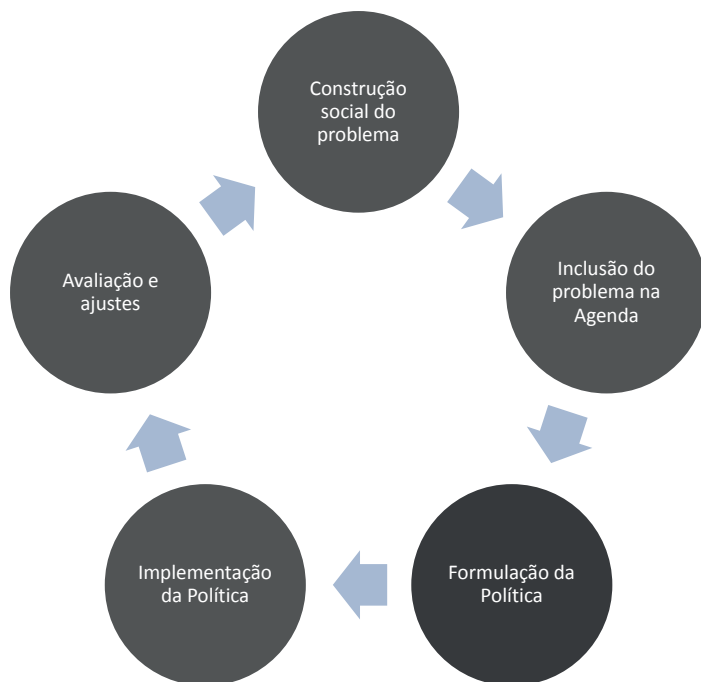 Construção
social do
problema
Inclusão do
problema na
Agenda
Formulação da
Política
Implementação
da Política
Avaliação e
ajustes